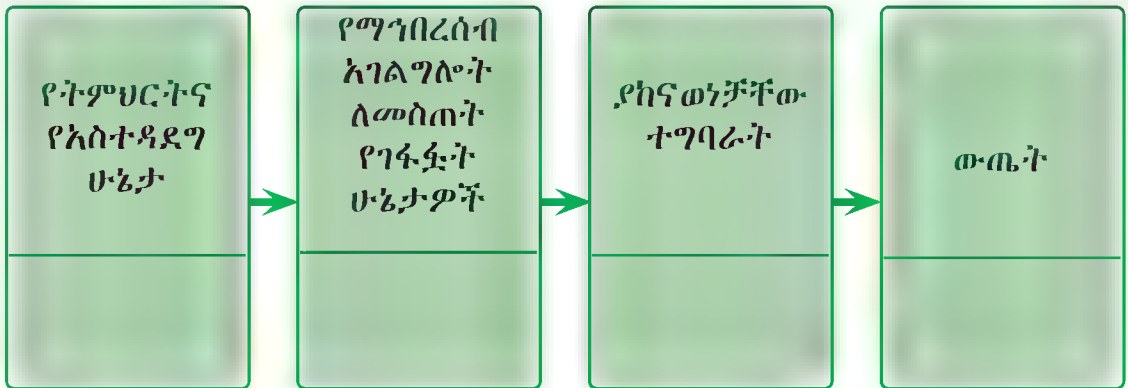 የትምህርትና
የአስተዳደግ
ሁኔታ
የማኅበረሰብ
አገልግሎት
ለመስጠት
የገፋፏት
ሁኔታዎች
ያከናወነቻቸው
ተግባራት
ውጤት